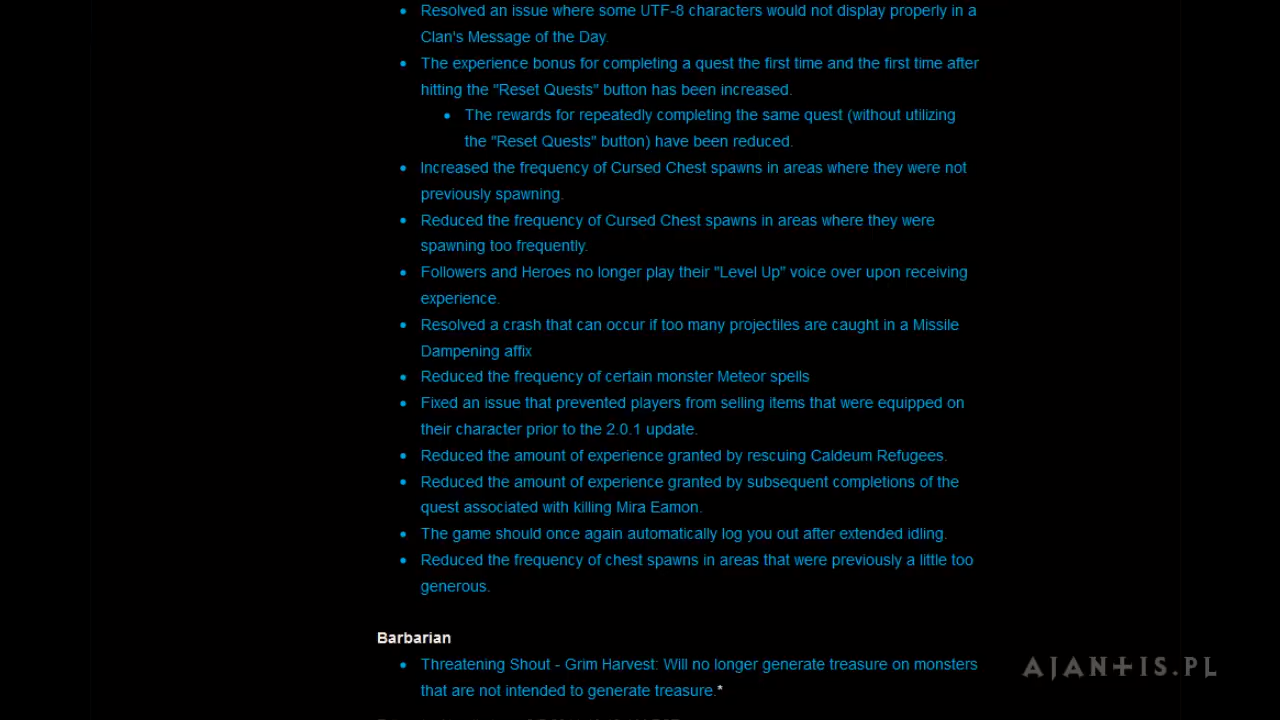 Resolved an issue where some UTF-8 characters would not display properly in a
Clan's Message of the Day.
The experience bonus for completing a quest the first time and the first time after
hitting the "Reset Quests" button has been increased.
The rewards for repeatedly completing the same quest (without utilizing
the "Reset Quests" button) have been reduced.
Increased the frequency of Cursed Chest spawns in areas where they were not
previously spawning.
Reduced the frequency of Cursed Chest spawns in areas where they were
spawning too frequently.
Followers and Heroes no longer play their "Level Up" voice over upon receiving
experience.
Resolved a crash that can occur if too many projectiles are caught in a Missile
Dampening affix
Reduced the frequency of certain monster Meteor spells
Fixed an issue that prevented players from selling items that were equipped on
their character prior to the 2.0.1 update.
Reduced the amount of experience granted by rescuing Caldeum Refugees.
Reduced the amount of experience granted by subsequent completions of the
quest associated with killing Mira Eamon.
The game should once again automatically log you out after extended idling.
Reduced the frequency of chest spawns in areas that were previously a little too
generous.
Barbarian
Threatening Shout - Grim Harvest: Will no longer generate treasure on monsters
that are not intended to generate treasure.*
AJANTIS.PL